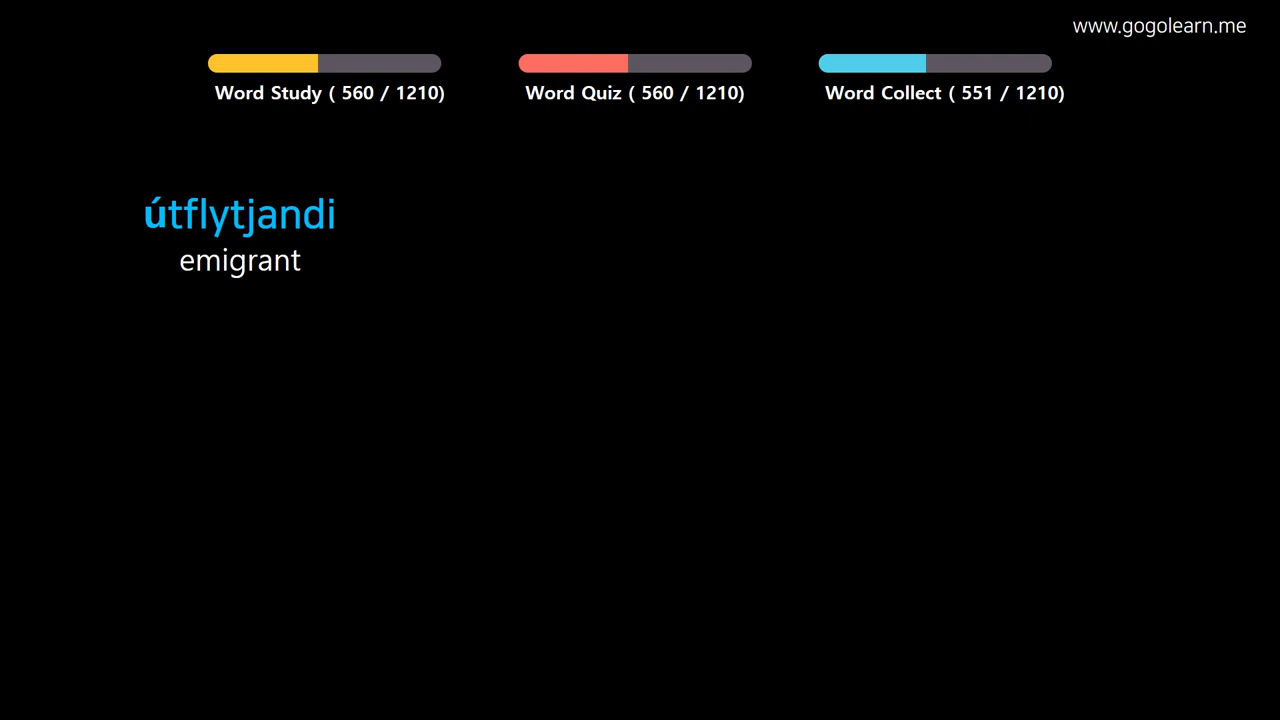 www.gogolearn.me
Word Study ( 560 / 1210)
Word Quiz ( 560 / 1210)
Word Collect ( 551 / 1210)
útflytjandi
emigrant